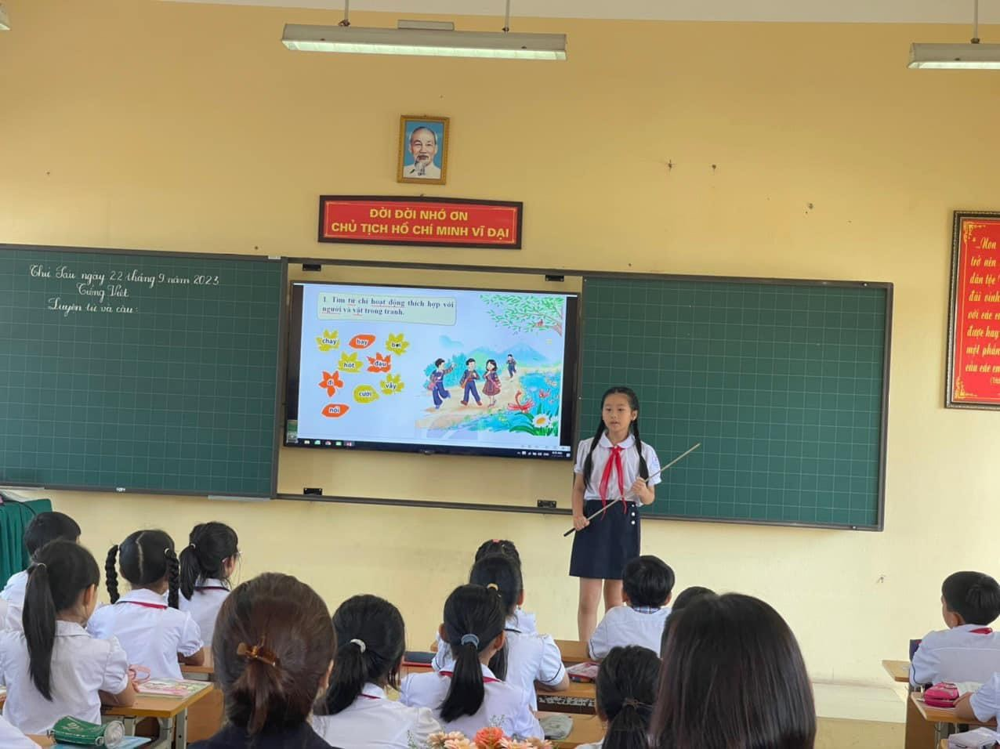 ĐỜI ĐỜI NHỚ ƠN
CHỦ TỊCH HỒ CHÍ MINH VĨ ĐẠI
Thứ Sáu ngày 22 tháng 9 năm 2023
Tiếng Việt
Luyện từ và câu:
1. Tìm từ chỉ hoạt động thích hợp với
người và vật trong tranh.
chạy
bay
bơi
hót
đậu
đi
cười
vẫy
nói
"Non
trở nên
dân tộc
đài vinh
với các
được hay
một phần
của các em